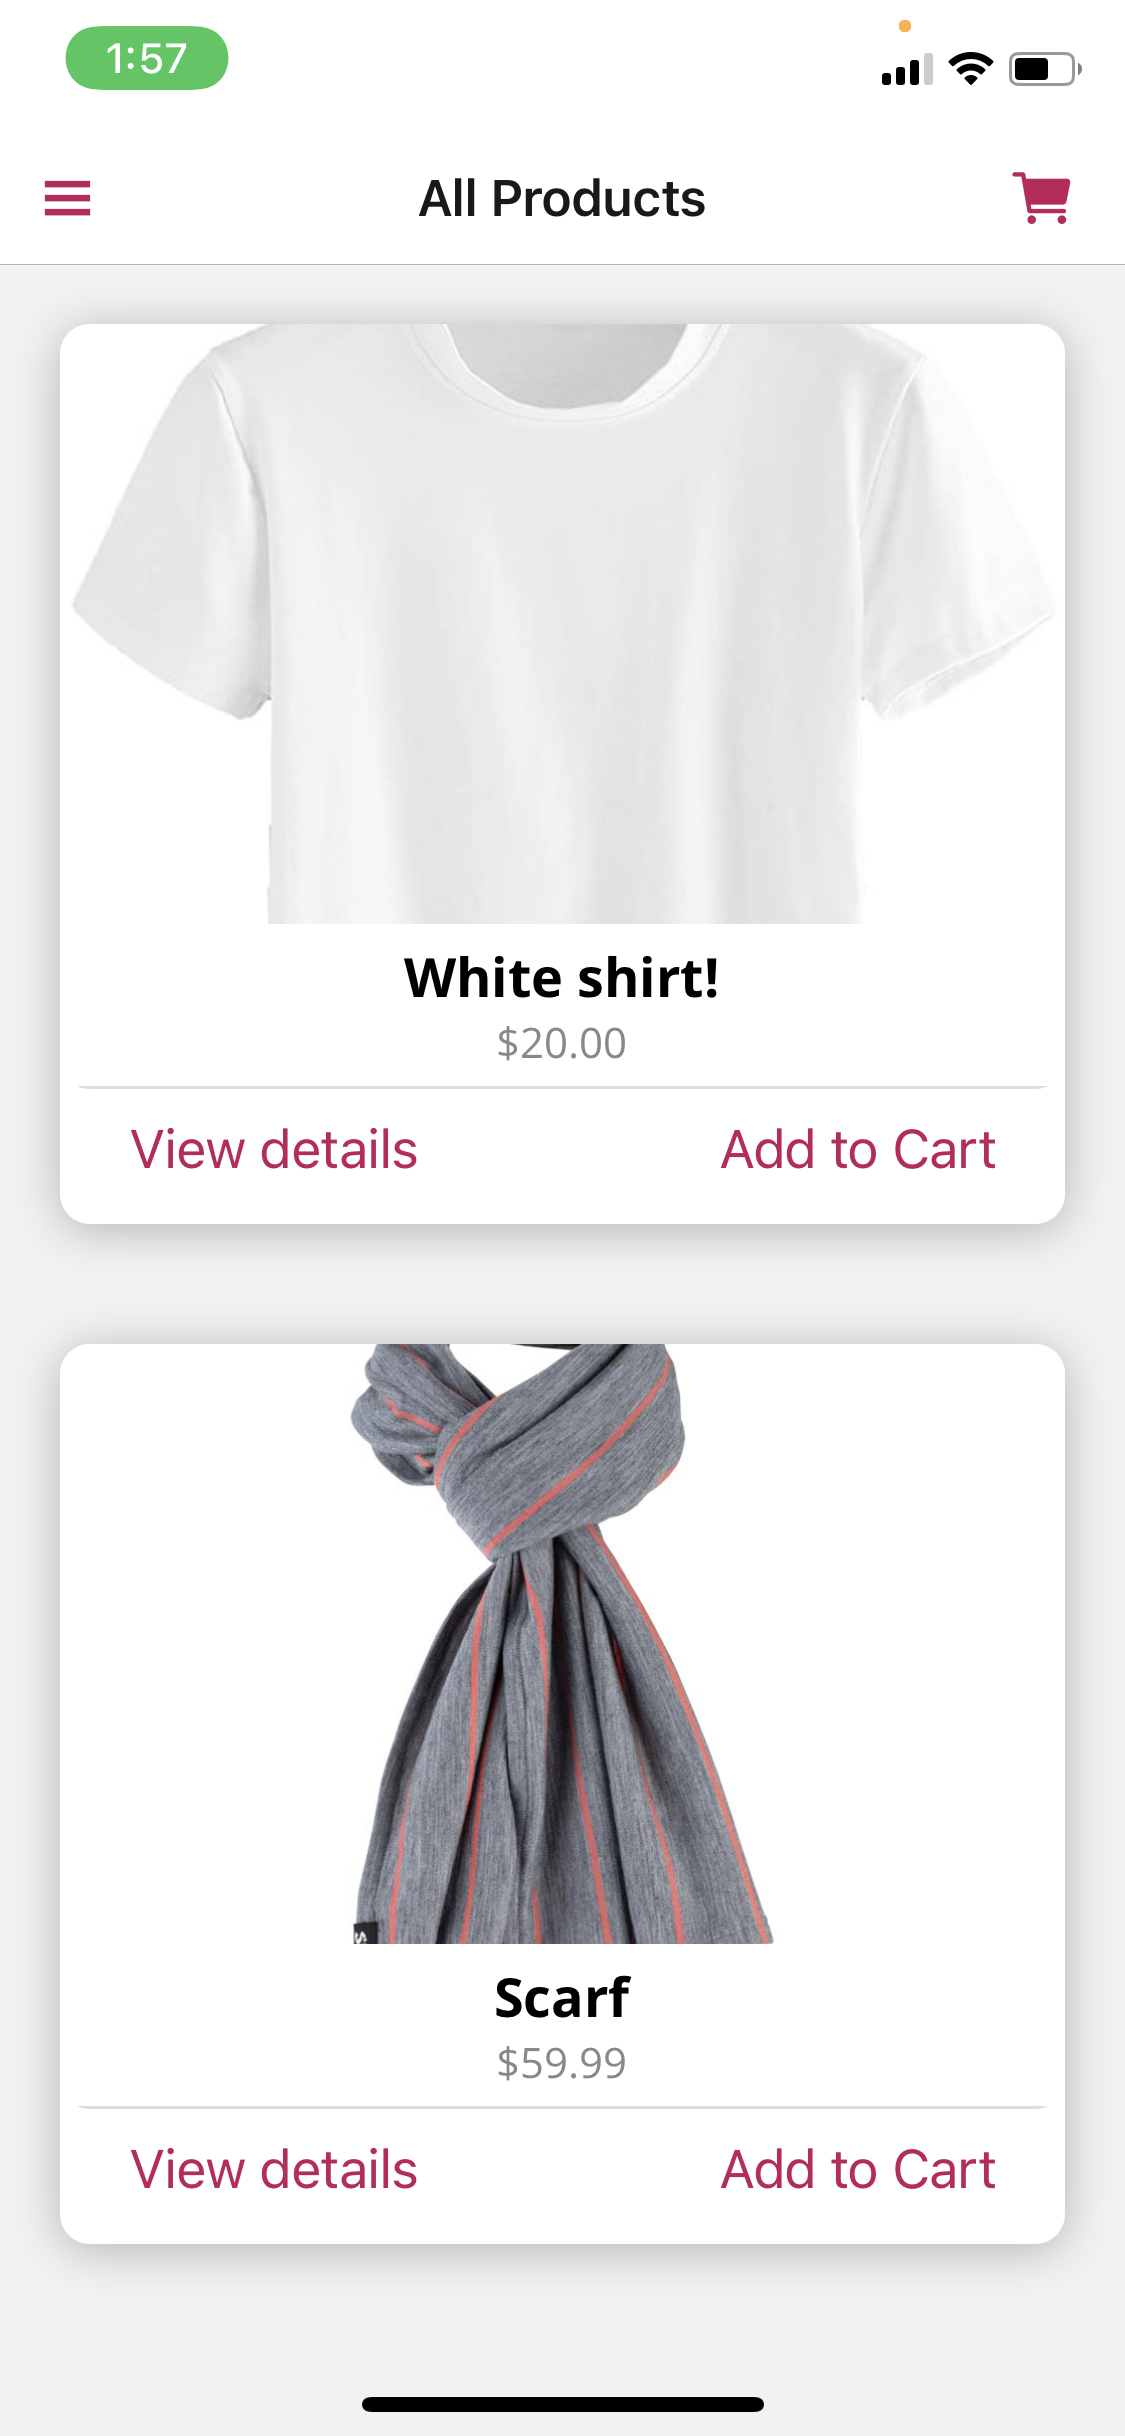 1:57
All Products
White shirt!
$20.00
View details
Add to Cart
Scarf
$59.99
View details
Add to Cart